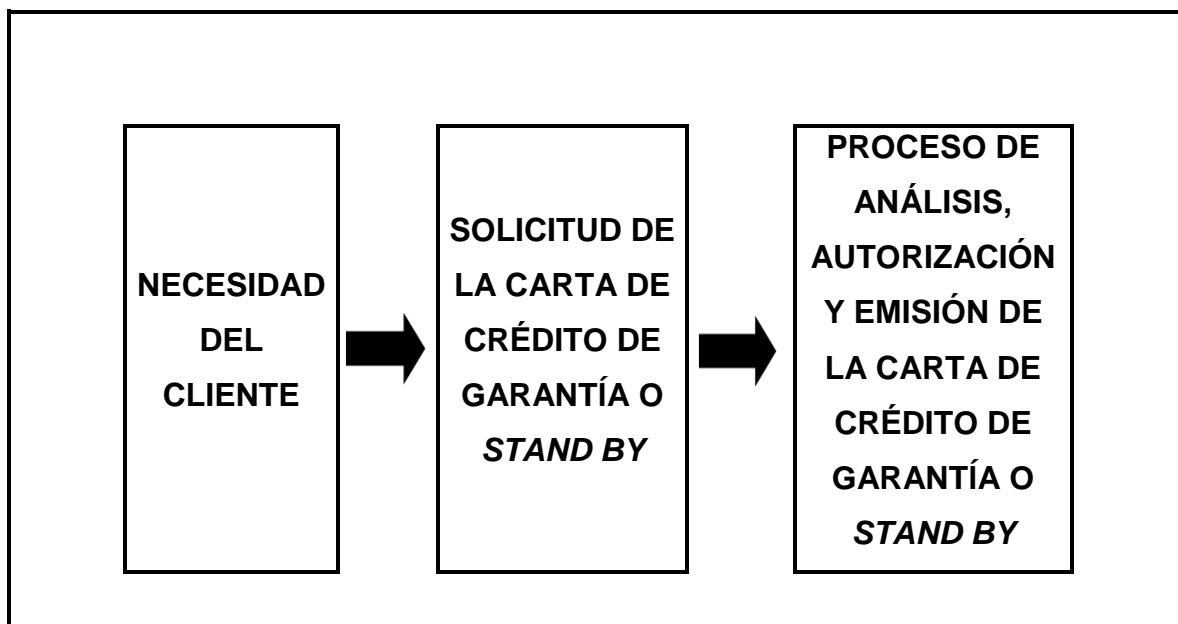 NECESIDAD
DEL
CLIENTE
SOLICITUD DE
LA CARTA DE
CRÉDITO DE
GARANTÍA O
STAND BY
PROCESO DE
ANÁLISIS,
AUTORIZACIÓN
Y EMISIÓN DE
LA CARTA DE
CRÉDITO DE
GARANTÍA O
STAND BY